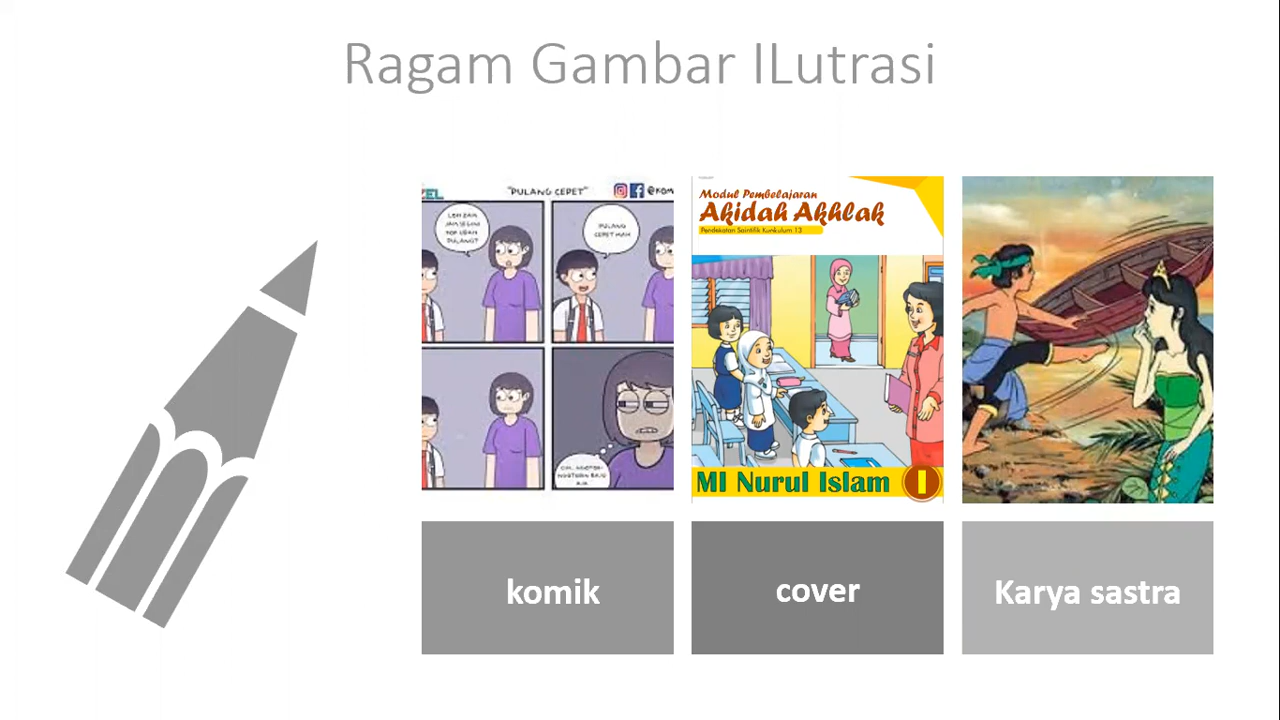 Ragam Gambar ILutrasi
"PULANG CEPET"
PULANG
CEPET MAH
Modul Pembelajaran
Akidah Akhlak
Pendekatan Saintifik Kurikulum 13
MI Nurul Islam 1
komik
cover
Karya sastra